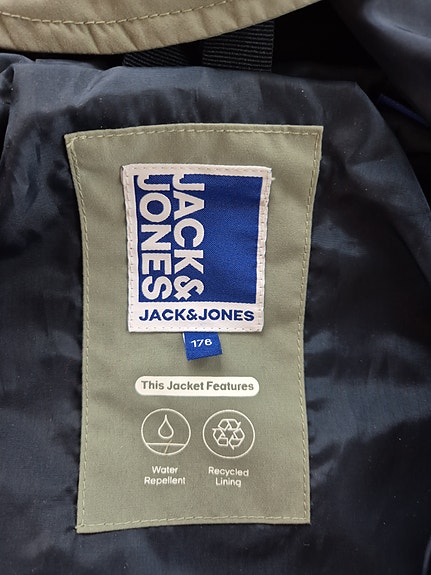 JACK&
JONES
JACK&JONES
176
This Jacket Features
Water
Repellent
Recycled
Lining